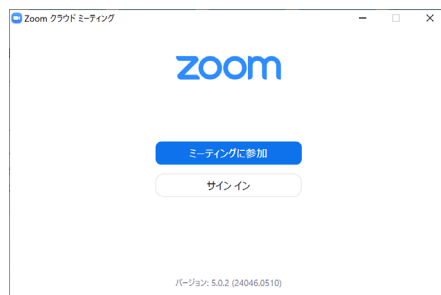 Zoom クラウド ミーティング
zoom
ミーティングに参加
サイン イン
バージョン: 5.0.2 (24046.0510)